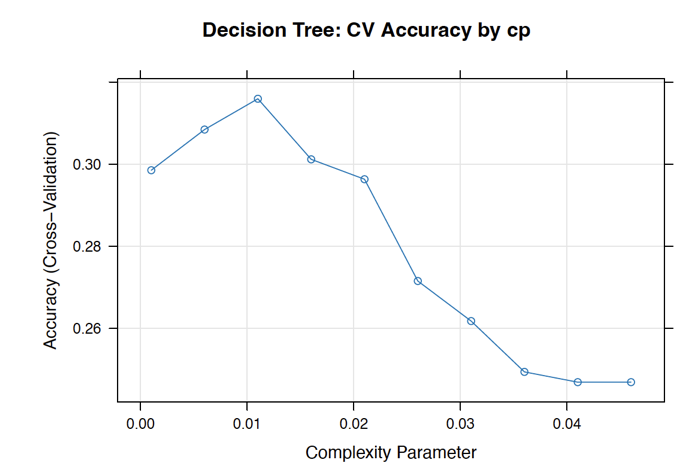 Decision Tree: CV Accuracy by cp
Accuracy (Cross−Validation)
0.30
0.28
0.26
0.00 0.01 0.02 0.03 0.04
Complexity Parameter